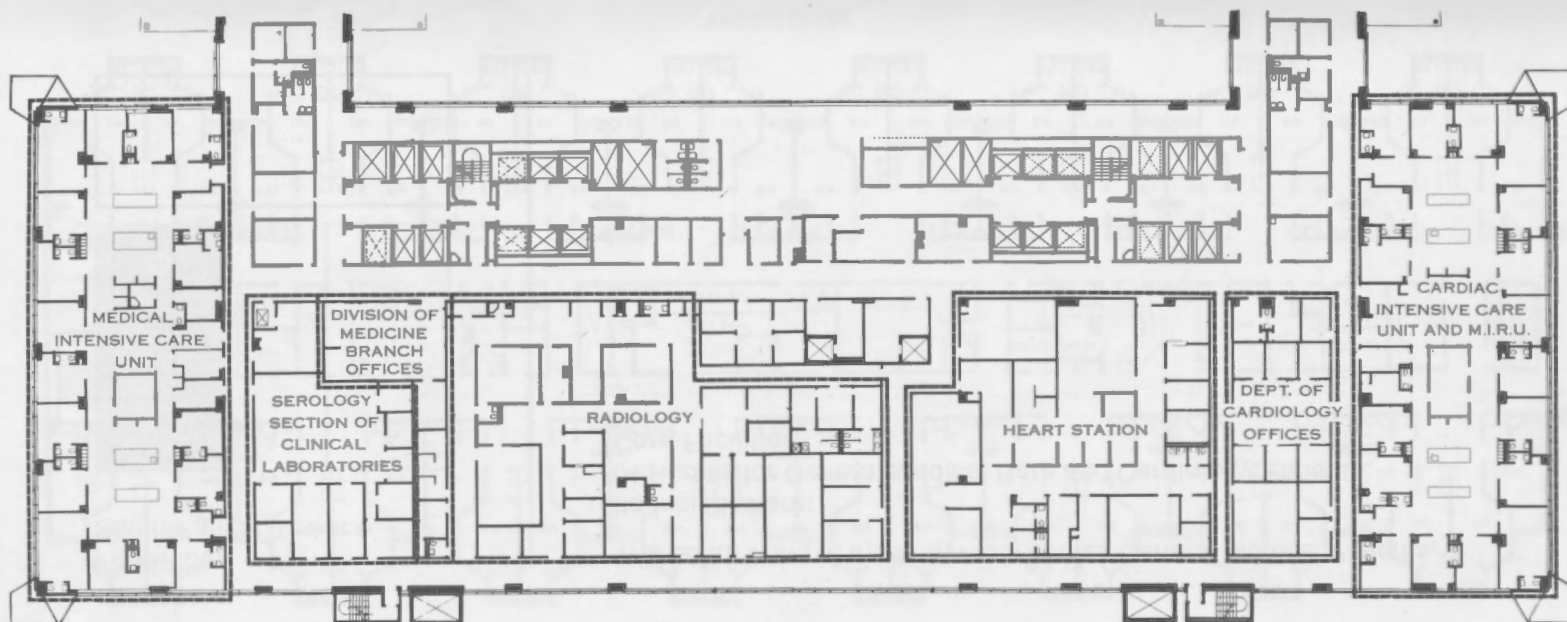 MEDICAL
INTENSIVE CARE
UNIT
DIVISION OF
MEDICINE
BRANCH
OFFICES
SEROLOGY
SECTION OF
CLINICAL
LABORATORIES
RADIOLOGY
HEART STATION
DEPT. OF
CARDIOLOGY
OFFICES
CARDIAC
INTENSIVE CARE
UNIT AND M.I.R.U.